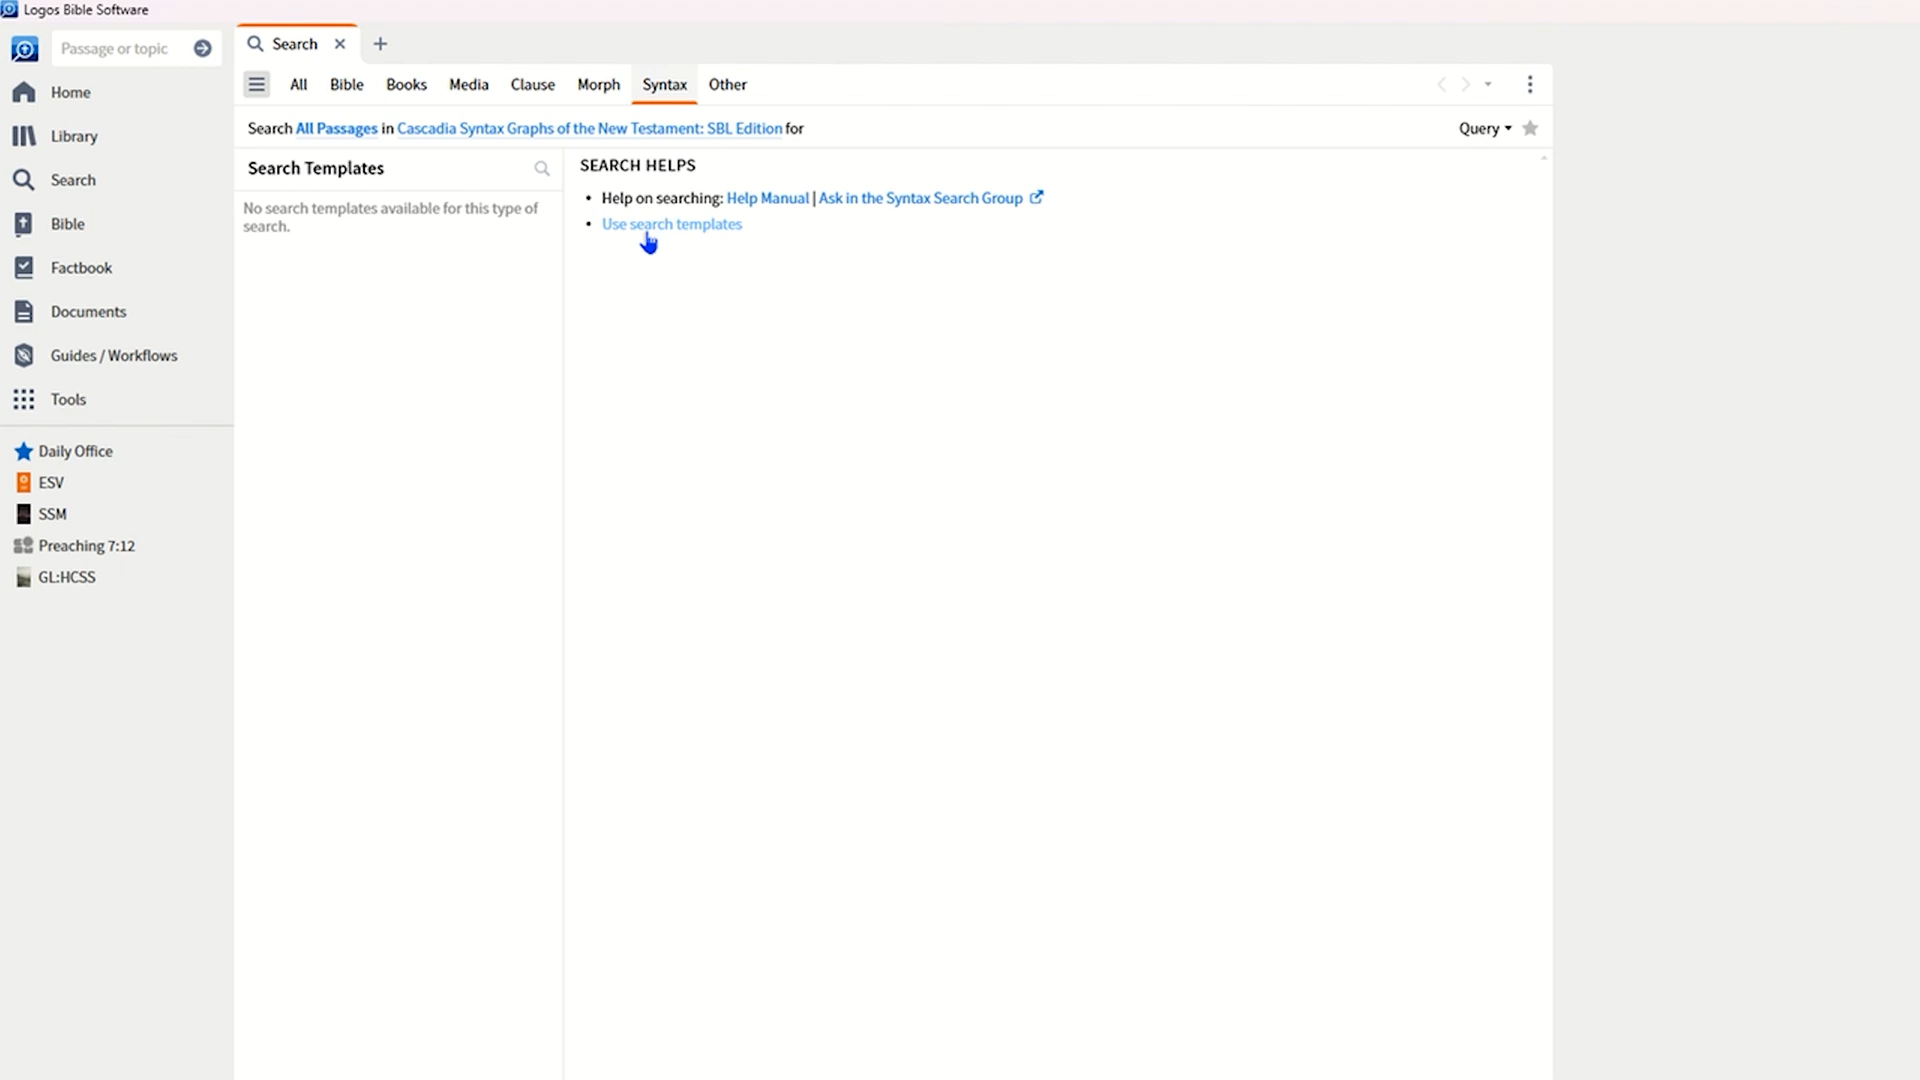 Logos Bible Software
Passage or topic
Home
Library
Search
Bible
Factbook
Documents
Guides / Workflows
Tools
Daily Office
ESV
SSM
Preaching 7:12
GL:HCSS
Search
All Bible Books Media Clause Morph Syntax Other
Search All Passages in Cascadia Syntax Graphs of the New Testament: SBL Edition for
Query
Search Templates
No search templates available for this type of
search.
SEARCH HELPS
• Help on searching: Help Manual | Ask in the Syntax Search Group
• Use search templates